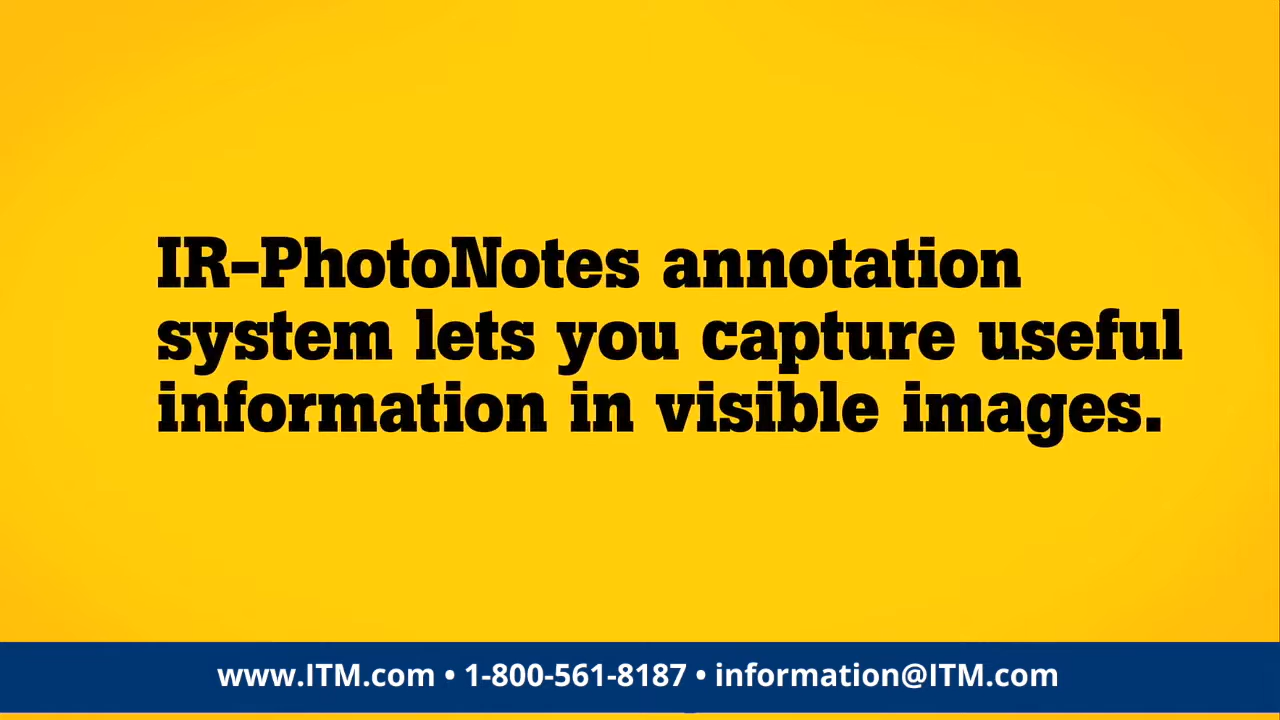 IR–PhotoNotes annotation
system lets you capture useful
information in visible images.
www.ITM.com • 1-800-561-8187 • information@ITM.com